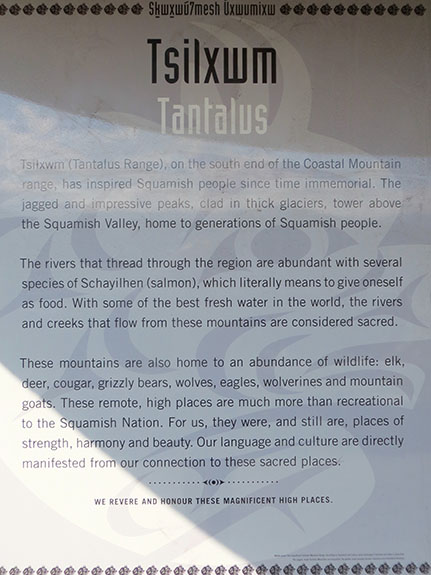 Sḵwx̱wú7mesh Úxwumixw
Tsilxwm
Tantalus
Tsilxwm (Tantalus Range), on the south end of the Coastal Mountain
range, has inspired Squamish people since time immemorial. The
jagged and impressive peaks, clad in thick glaciers, tower above
the Squamish Valley, home to generations of Squamish people.
The rivers that thread through the region are abundant with several
species of Schayilhen (salmon), which literally means to give oneself
as food. With some of the best fresh water in the world, the rivers
and creeks that flow from these mountains are considered sacred.
These mountains are also home to an abundance of wildlife: elk,
deer, cougar, grizzly bears, wolves, eagles, wolverines and mountain
goats. These remote, high places are much more than recreational
to the Squamish Nation. For us, they were, and still are, places of
strength, harmony and beauty. Our language and culture are directly
manifested from our connection to these sacred places.
WE REVERE AND HONOUR THESE MAGNIFICENT HIGH PLACES.